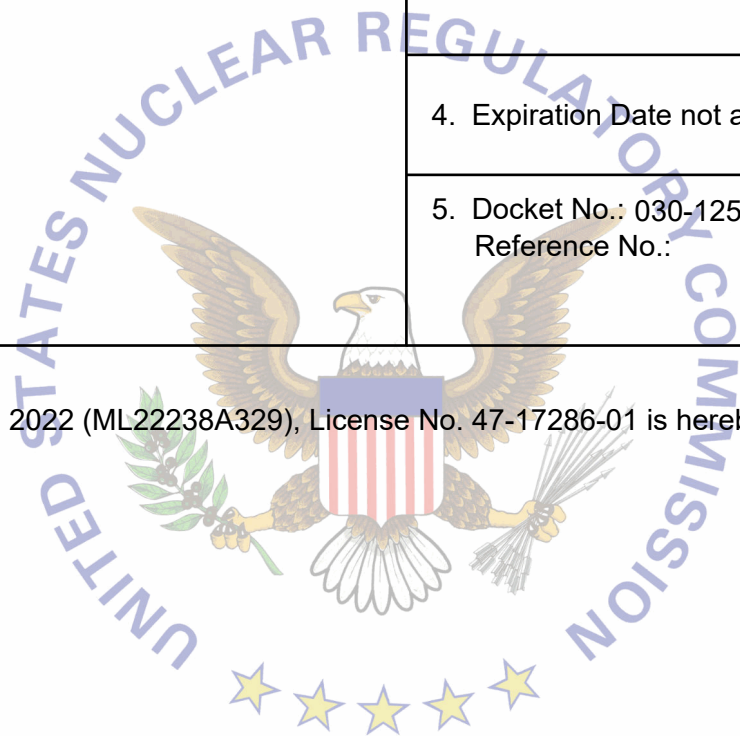 UNITED STATES NUCLEAR REGULATORY COMMISSION
4. Expiration Date not a
5. Docket No.: 030-125
Reference No.:
2022 (ML22238A329), License No. 47-17286-01 is hereb